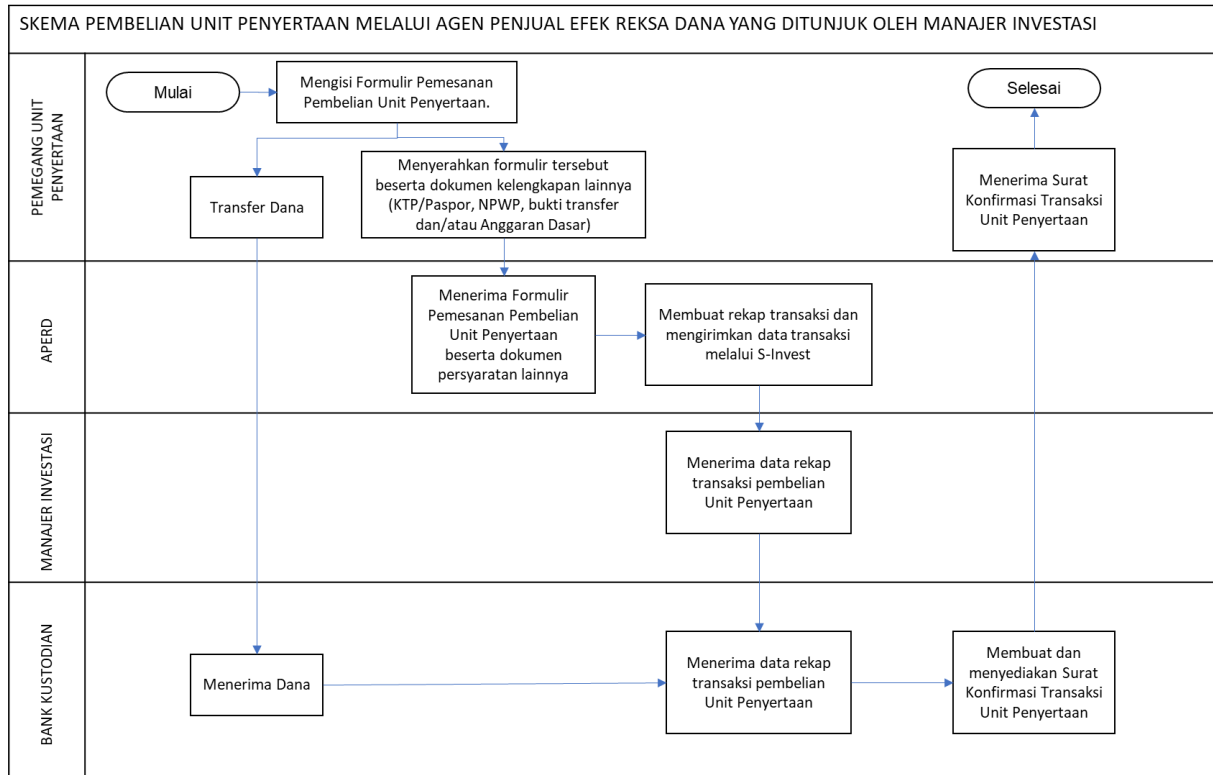 SKEMA PEMBELIAN UNIT PENYERTAAN MELALUI AGEN PENJUAL EFEK REKSA DANA YANG DITUNJUK OLEH MANAJER INVESTASI
PEMEGANG UNIT
PENYERTAAN
Mulai
Mengisi Formulir Pemesanan
Pembelian Unit Penyertaan.
Transfer Dana
Menyerahkan formulir tersebut
beserta dokumen kelengkapan lainnya
(KTP/Paspor, NPWP, bukti transfer
dan/atau Anggaran Dasar)
Selesai
Menerima Surat
Konfirmasi Transaksi
Unit Penyertaan
APERD
Menerima Formulir
Pemesanan Pembelian
Unit Penyertaan
beserta dokumen
persyaratan lainnya
Membuat rekap transaksi dan
mengirimkan data transaksi
melalui S-Invest
MANAJER INVESTASI
Menerima data rekap
transaksi pembelian
Unit Penyertaan
BANK KUSTODIAN
Menerima Dana
Menerima data rekap
transaksi pembelian
Unit Penyertaan
Membuat dan
menyediakan Surat
Konfirmasi Transaksi
Unit Penyertaan